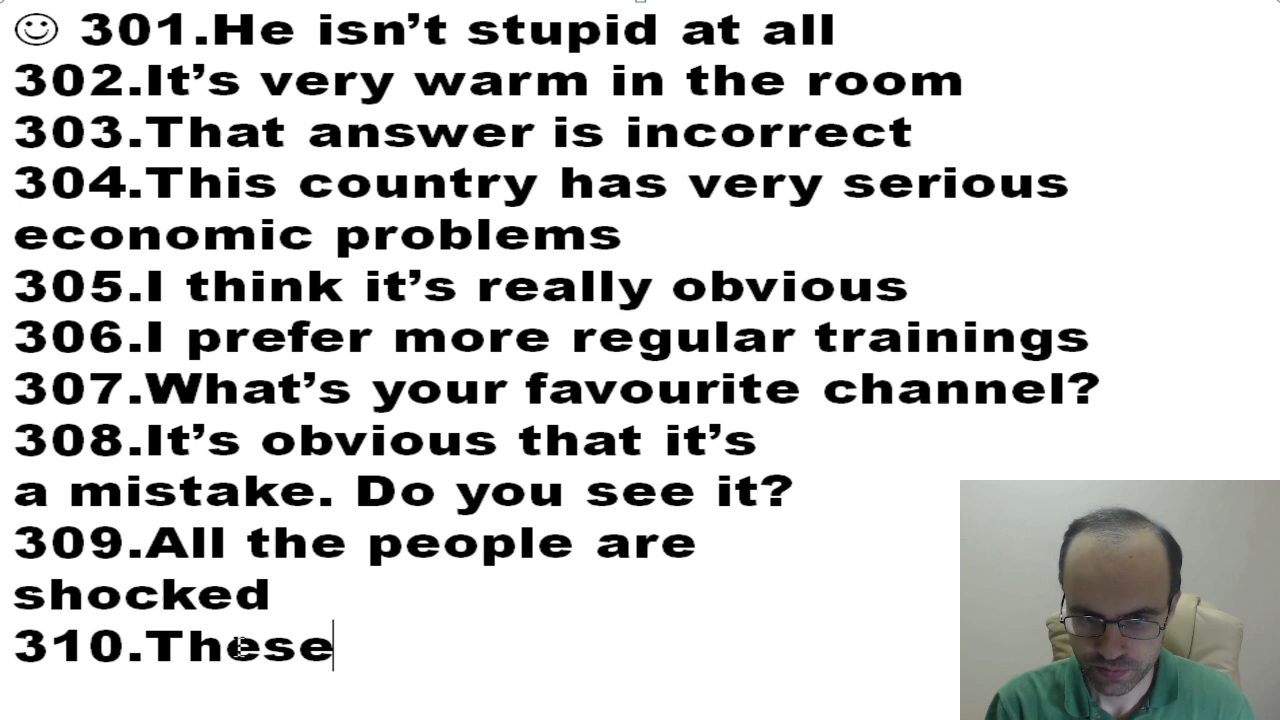 ☺ 301.He isn’t stupid at all
302.It’s very warm in the room
303.That answer is incorrect
304.This country has very serious
economic problems
305.I think it’s really obvious
306.I prefer more regular trainings
307.What’s your favourite channel?
308.It’s obvious that it’s
a mistake. Do you see it?
309.All the people are
shocked
310.These